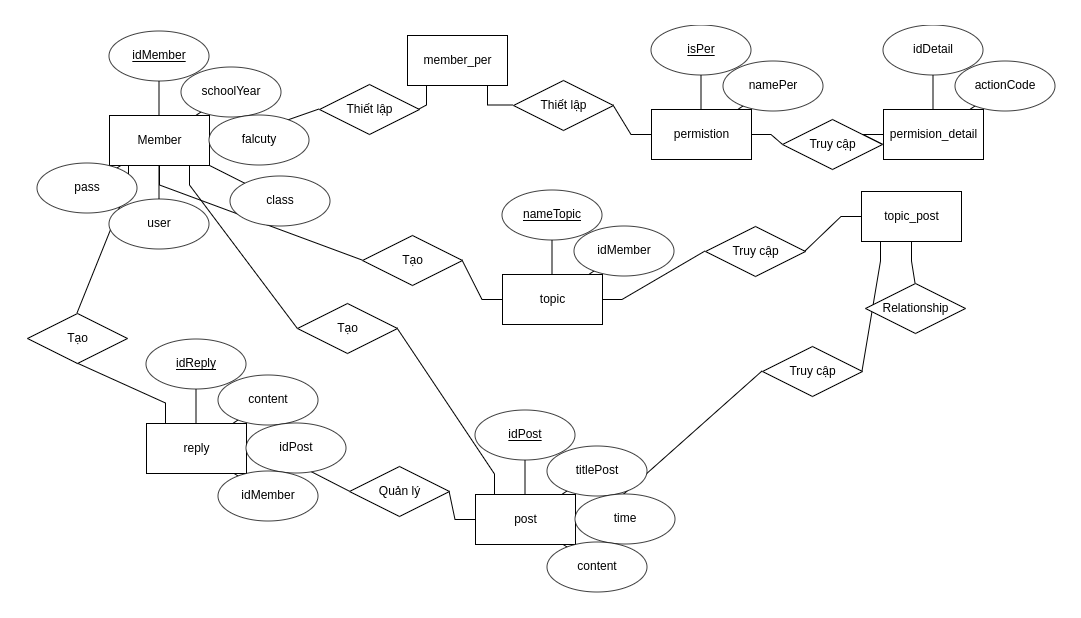 idMember
schoolYear
Member
falcuty
pass
user
class
Thiết lập
member_per
Thiết lập
isPer
namePer
permistion
Truy cập
idDetail
actionCode
permision_detail
Tạo
nameTopic
idMember
topic
Truy cập
topic_post
Relationship
Tạo
Tạo
Truy cập
idReply
content
reply
idPost
idMember
Quản lý
idPost
titlePost
post
time
content